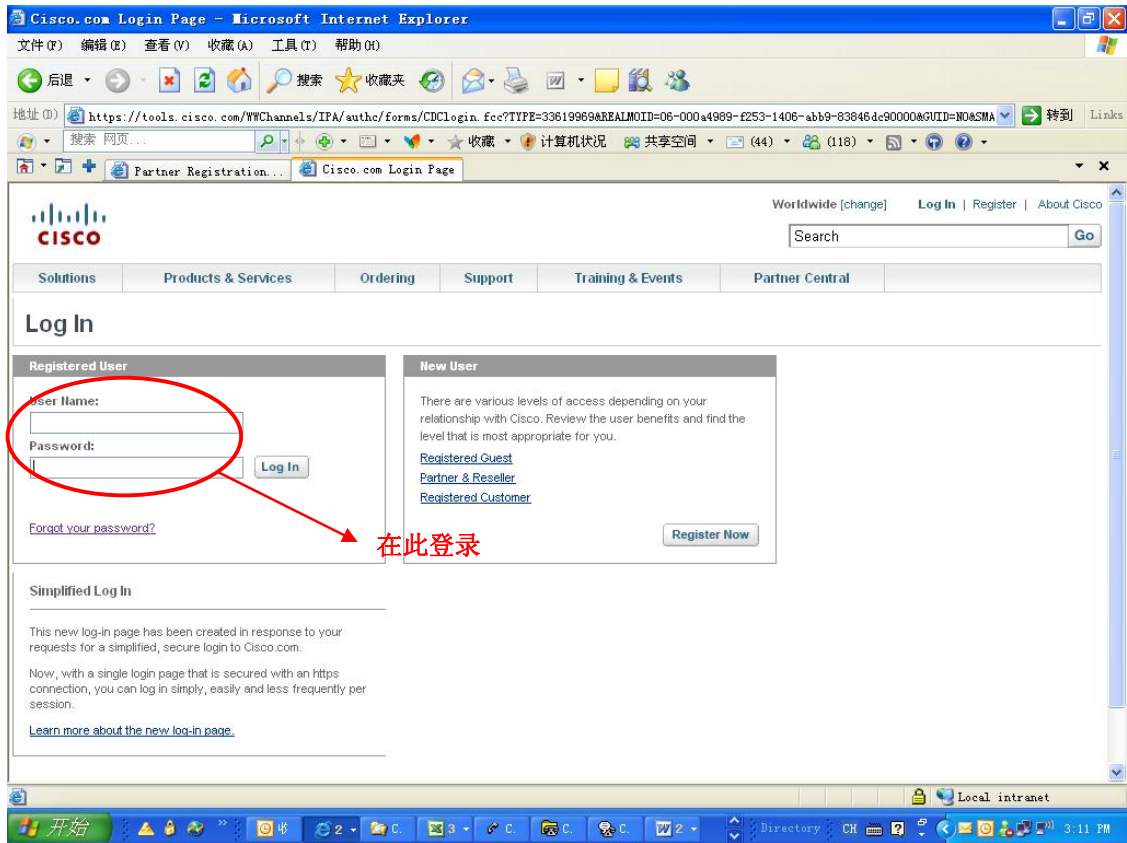 Cisco.com Login Page - Microsoft Internet Explorer
文件(F) 编辑(E) 查看(V) 收藏(A) 工具(T) 帮助(H)
后退 搜索 收藏夹
地址(D) https://tools.cisco.com/WWChannels/IPA/authc/forms/CDClogin.fcc?TYPE=33619969&REALMOID=06-000a4989-f253-1406-abb9-83846dc90000&GUID=NO&SMA 转到 Links
搜索 网页... 收藏 计算机状况 共享空间 (44) (118)
Partner Registration... Cisco.com Login Page
Worldwide [change] Log In | Register | About Cisco
CISCO
Search Go
Solutions Products & Services Ordering Support Training & Events Partner Central
Log In
Registered User
User Name:
Password:
Log In
Forgot your password?
在此登录
New User
There are various levels of access depending on your
relationship with Cisco. Review the user benefits and find the
level that is most appropriate for you.
Registered Guest
Partner & Reseller
Registered Customer
Register Now
Simplified Log In
This new log-in page has been created in response to your
requests for a simplified, secure login to Cisco.com.
Now, with a single login page that is secured with an https
connection, you can log in simply, easily and less frequently per
session.
Learn more about the new log-in page.
Local intranet
开始 2 C. 3 C. C. C. 2 Directory CH 3:11 PM